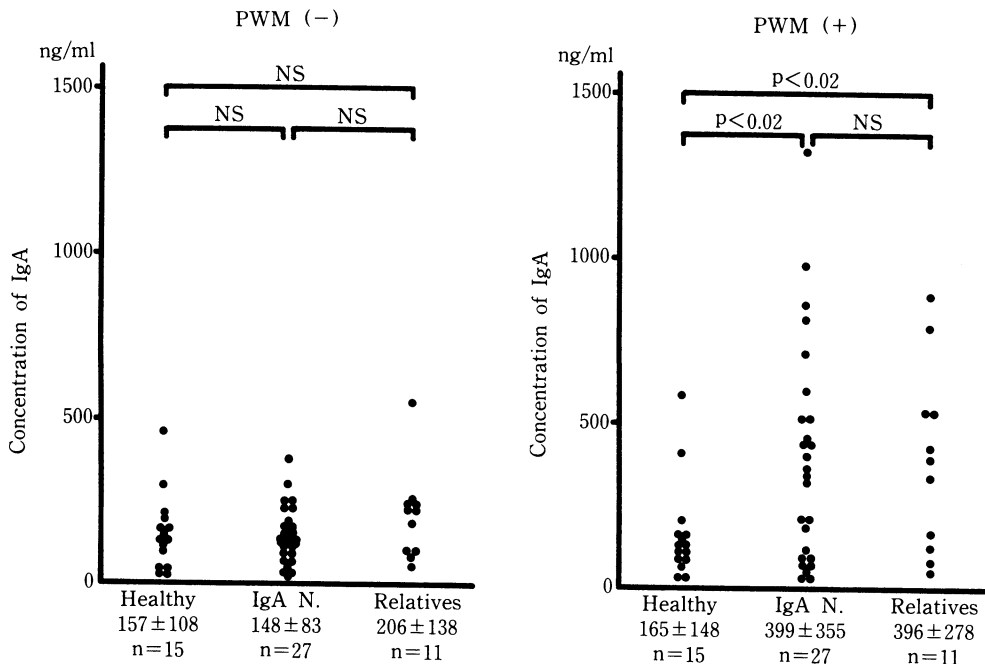 PWM (−)
ng/ml
1500
1000
500
0
Concentration of IgA
NS
NS
NS
Healthy
157±108
n=15
IgA N.
148±83
n=27
Relatives
206±138
n=11
PWM (+)
ng/ml
1500
1000
500
0
Concentration of IgA
p<0.02
p<0.02
NS
Healthy
165±148
n=15
IgA N.
399±355
n=27
Relatives
396±278
n=11